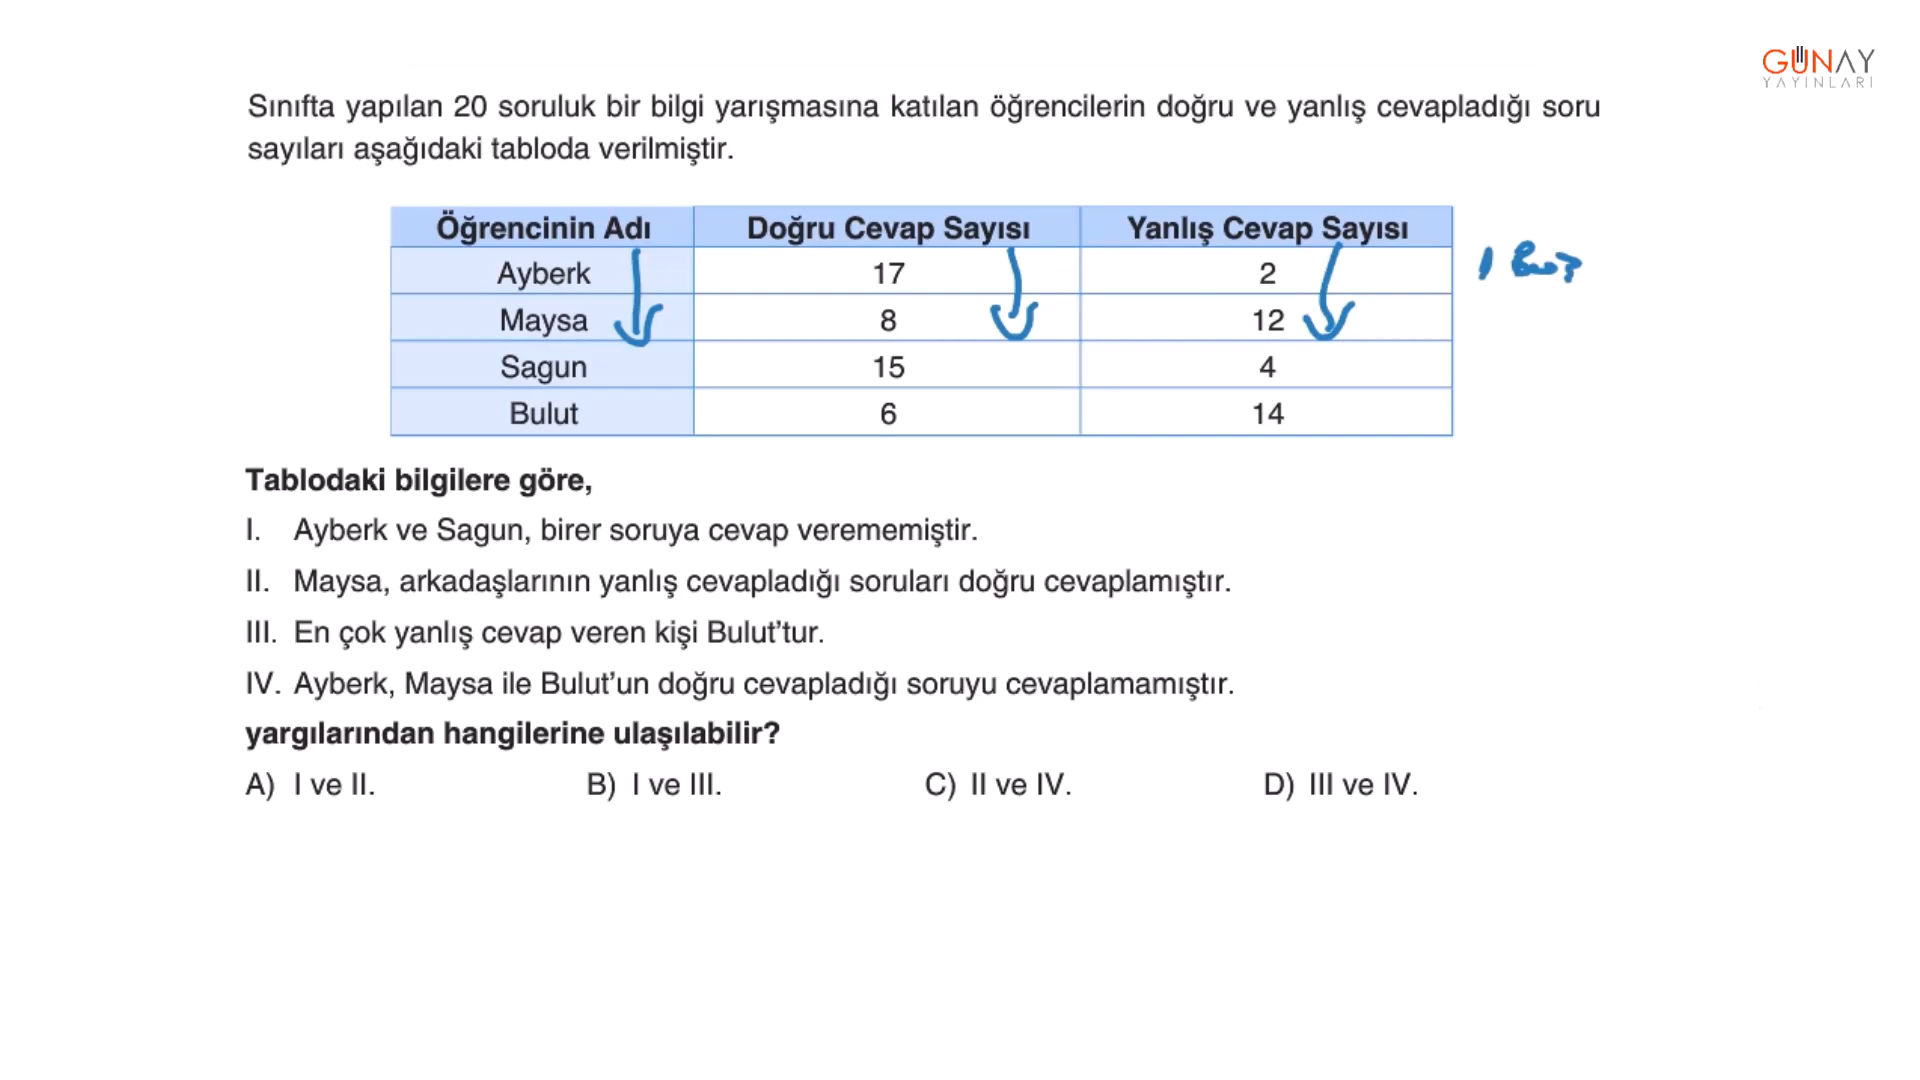 GÜNAY
YAYINLARI
Sınıfta yapılan 20 soruluk bir bilgi yarışmasına katılan öğrencilerin doğru ve yanlış cevapladığı soru
sayıları aşağıdaki tabloda verilmiştir.
Öğrencinin Adı Doğru Cevap Sayısı Yanlış Cevap Sayısı
Ayberk 17 2 1
Maysa 8 12
Sagun 15 4
Bulut 6 14
Tablodaki bilgilere göre,
I. Ayberk ve Sagun, birer soruya cevap verememiştir.
II. Maysa, arkadaşlarının yanlış cevapladığı soruları doğru cevaplamıştır.
III. En çok yanlış cevap veren kişi Bulut’tur.
IV. Ayberk, Maysa ile Bulut’un doğru cevapladığı soruyu cevaplamamıştır.
yargılarından hangilerine ulaşılabilir?
A) I ve II. B) I ve III. C) II ve IV. D) III ve IV.